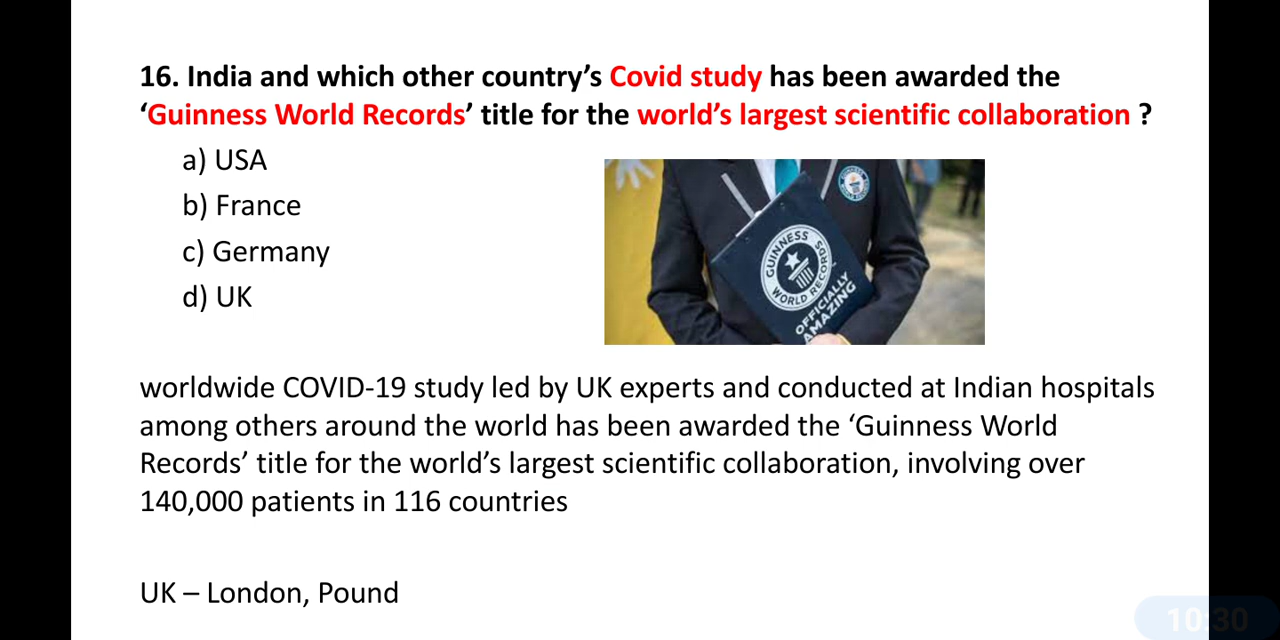 16. India and which other country’s Covid study has been awarded the
‘Guinness World Records’ title for the world’s largest scientific collaboration ?
a) USA
b) France
c) Germany
d) UK
GUINNESS
WORLD RECORDS
OFFICIALLY
AMAZING
worldwide COVID-19 study led by UK experts and conducted at Indian hospitals
among others around the world has been awarded the ‘Guinness World
Records’ title for the world’s largest scientific collaboration, involving over
140,000 patients in 116 countries
UK – London, Pound
10:30